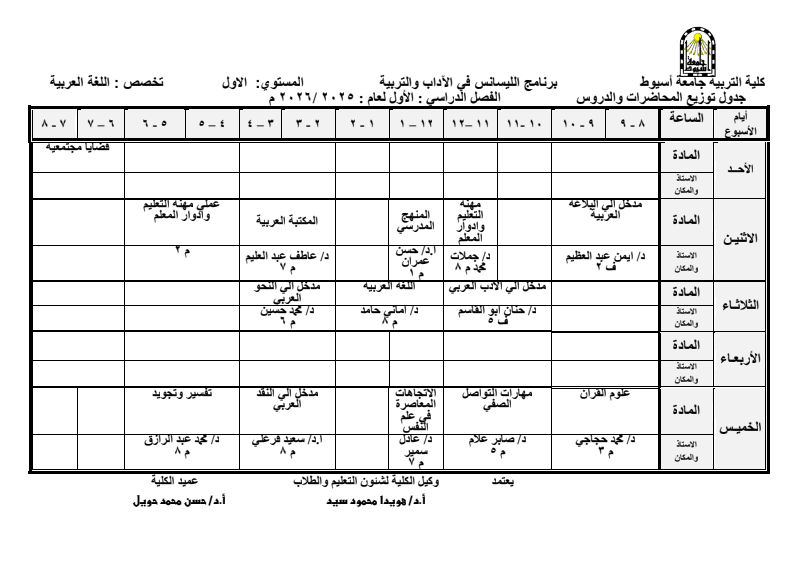 جامعة أسيوط
كلية التربية جامعة أسيوط برنامج الليسانس في الآداب والتربية المستوي: الاول تخصص : اللغة العربية
جدول توزيع المحاضرات والدروس الفصل الدراسي : الأول لعام : ٢٠٢٥ /٢٠٢٦ م
أيام الأسبوع الساعة ٨ - ٩ ٩ - ١٠ ١٠ -١١ ١١ –١٢ ١٢ – ١ ١ - ٢ ٢ - ٣ ٣ – ٤ ٤ – ٥ ٥ - ٦ ٦ – ٧ ٧ - ٨
الأحد المادة قضايا مجتمعيه
الاستاذ والمكان
الاثنين المادة مدخل الي البلاغه العربية مهنه التعليم وادوار المعلم المنهج المدرسي المكتبة العربية عملي مهنه التعليم وادوار المعلم
الاستاذ والمكان د/ ايمن عبد العظيم ف ٢ د/ جملات محمد م ٨ ا.د/ حسن عمران م ١ د/ عاطف عبد العليم م ٧ م ٢
الثلاثاء المادة مدخل الي الأدب العربي اللغه العربيه مدخل الي النحو العربي
الاستاذ والمكان د/ حنان ابو القاسم ف ٥ د/ اماني حامد م ٨ د/ محمد حسين م ٦
الأربعاء المادة
الاستاذ والمكان
الخميس المادة علوم القران مهارات التواصل الصفي الاتجاهات المعاصرة في علم النفس مدخل الي النقد العربي تفسير وتجويد
الاستاذ والمكان د/ محمد حجاجي م ٣ د/ صابر علام م ٥ د/ عادل سمير م ٧ ا.د/ سعيد فرغلي م ٨ د/ محمد عبد الرازق م ٨
يعتمد وكيل الكلية لشئون التعليم والطلاب عميد الكلية
أ.د/ هويدا محمود سيد أ.د/ حسن محمد حويل